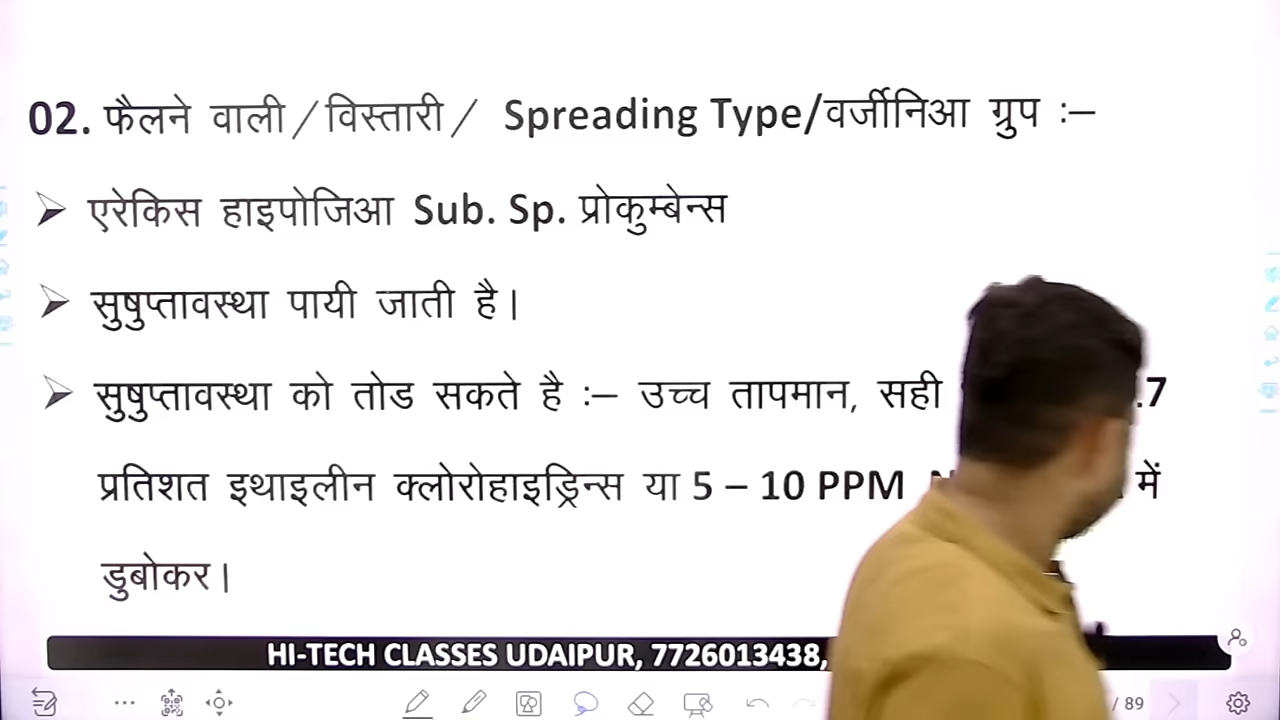 02. फैलने वाली / विस्तारी / Spreading Type/वर्जीनिआ ग्रुप :–
एरेकिस हाइपोजिआ Sub. Sp. प्रोकुम्बेन्स
सुषुप्तावस्था पायी जाती है।
सुषुप्तावस्था को तोड सकते है :– उच्च तापमान, सही .7
प्रतिशत इथाइलीन क्लोरोहाइड्रिन्स या 5 – 10 PPM में
डुबोकर।
HI-TECH CLASSES UDAIPUR, 7726013438,
/ 89